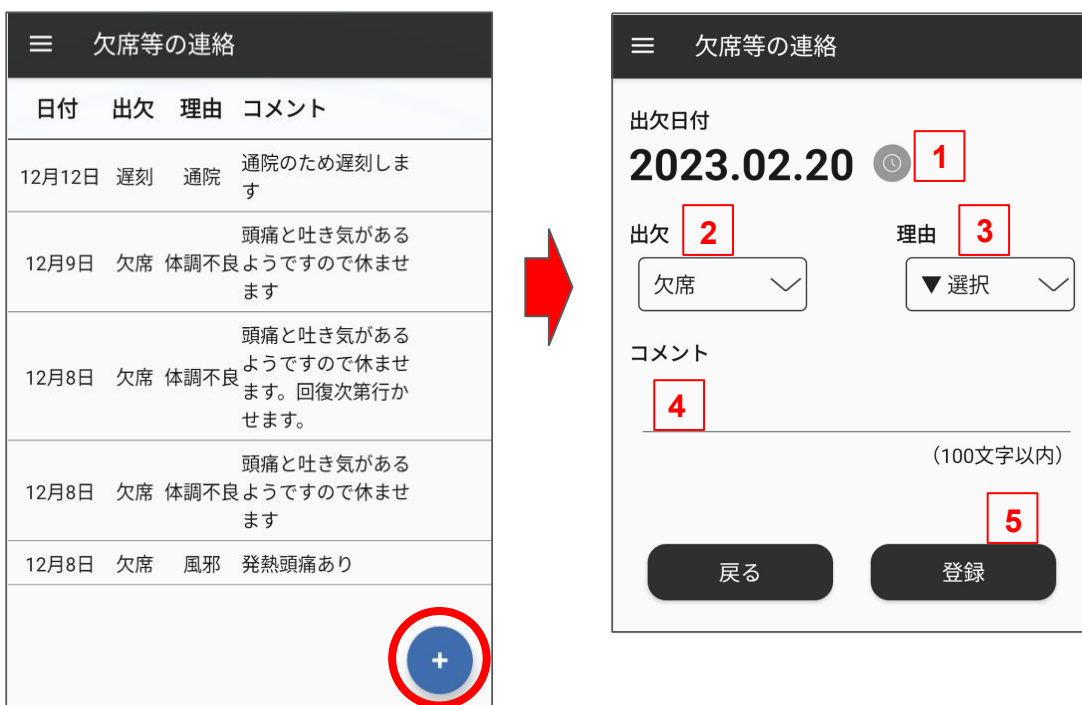 欠席等の連絡
日付 出欠 理由 コメント
12月12日 遅刻 通院 通院のため遅刻しま
す
頭痛と吐き気がある
12月9日 欠席 体調不良 ようですので休ませ
ます
頭痛と吐き気がある
ようですので休ませ
12月8日 欠席 体調不良 ます。回復次第行か
せます。
頭痛と吐き気がある
12月8日 欠席 体調不良 ようですので休ませ
ます
12月8日 欠席 風邪 発熱頭痛あり
+
欠席等の連絡
出欠日付
2023.02.20 1
出欠 2 理由 3
欠席 ▼ 選択
コメント
4
（100文字以内）
5
戻る 登録